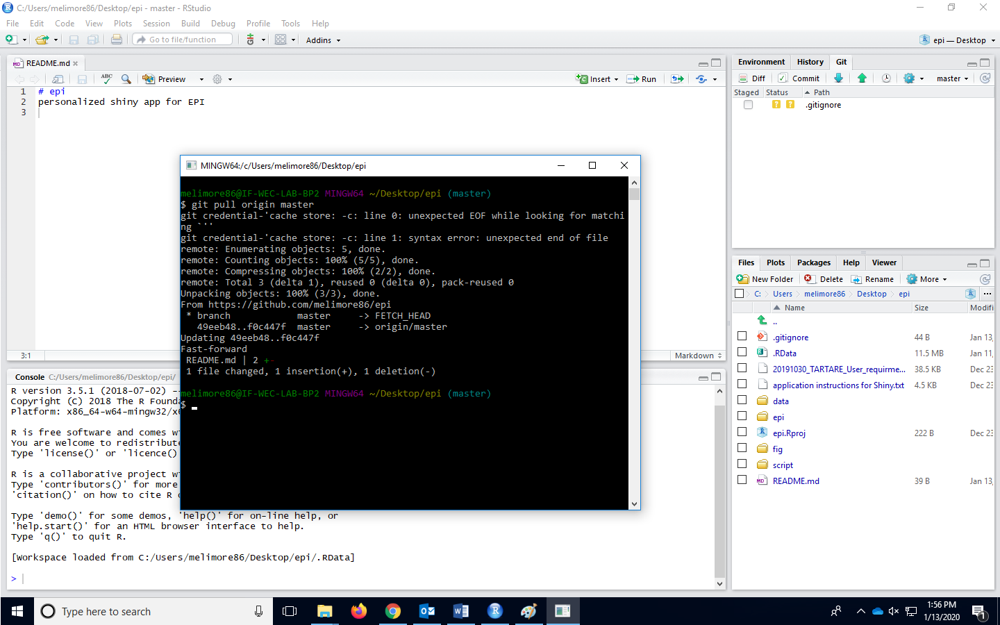 C:/Users/melimore86/Desktop/epi - master - RStudio
File Edit Code View Plots Session Build Debug Profile Tools Help
Go to file/function
Addins
epi — Desktop
README.md
ABC
Preview
Insert
Run
1 # epi
2 personalized shiny app for EPI
3
3:1
Markdown
Environment History Git
Diff Commit master
Staged Status Path
? ? .gitignore
MINGW64:/c/Users/melimore86/Desktop/epi
melimore86@IF-WEC-LAB-BP2 MINGW64 ~/Desktop/epi (master)
$ git pull origin master
git credential-'cache store: -c: line 0: unexpected EOF while looking for matchi
ng `''
git credential-'cache store: -c: line 1: syntax error: unexpected end of file
remote: Enumerating objects: 5, done.
remote: Counting objects: 100% (5/5), done.
remote: Compressing objects: 100% (2/2), done.
remote: Total 3 (delta 1), reused 0 (delta 0), pack-reused 0
Unpacking objects: 100% (3/3), done.
From https://github.com/melimore86/epi
* branch master -> FETCH_HEAD
49eeb48..f0c447f master -> origin/master
Updating 49eeb48..f0c447f
Fast-forward
README.md | 2 +-
1 file changed, 1 insertion(+), 1 deletion(-)
melimore86@IF-WEC-LAB-BP2 MINGW64 ~/Desktop/epi (master)
$
Files Plots Packages Help Viewer
New Folder Delete Rename More
C: Users melimore86 Desktop epi ...
Name Size Modifi
..
.gitignore 44 B Jan 13,
.RData 11.5 MB Jan 11,
20191030_TARTARE_User_requirme... 38.5 KB Dec 23
application instructions for Shiny.txt 4.5 KB Dec 23
data
epi
epi.Rproj 222 B Dec 23
fig
script
README.md 39 B Jan 13,
Console C:/Users/melimore86/Desktop/epi/
R version 3.5.1 (2018-07-02) --
Copyright (C) 2018 The R Founda
Platform: x86_64-w64-mingw32/x6
R is free software and comes wi
You are welcome to redistribute
Type 'license()' or 'licence()
R is a collaborative project wi
Type 'contributors()' for more
'citation()' on how to cite R o
Type 'demo()' for some demos, 'help()' for on-line help, or
'help.start()' for an HTML browser interface to help.
Type 'q()' to quit R.
[Workspace loaded from C:/Users/melimore86/Desktop/epi/.RData]
>
Type here to search
1:56 PM
1/13/2020
1